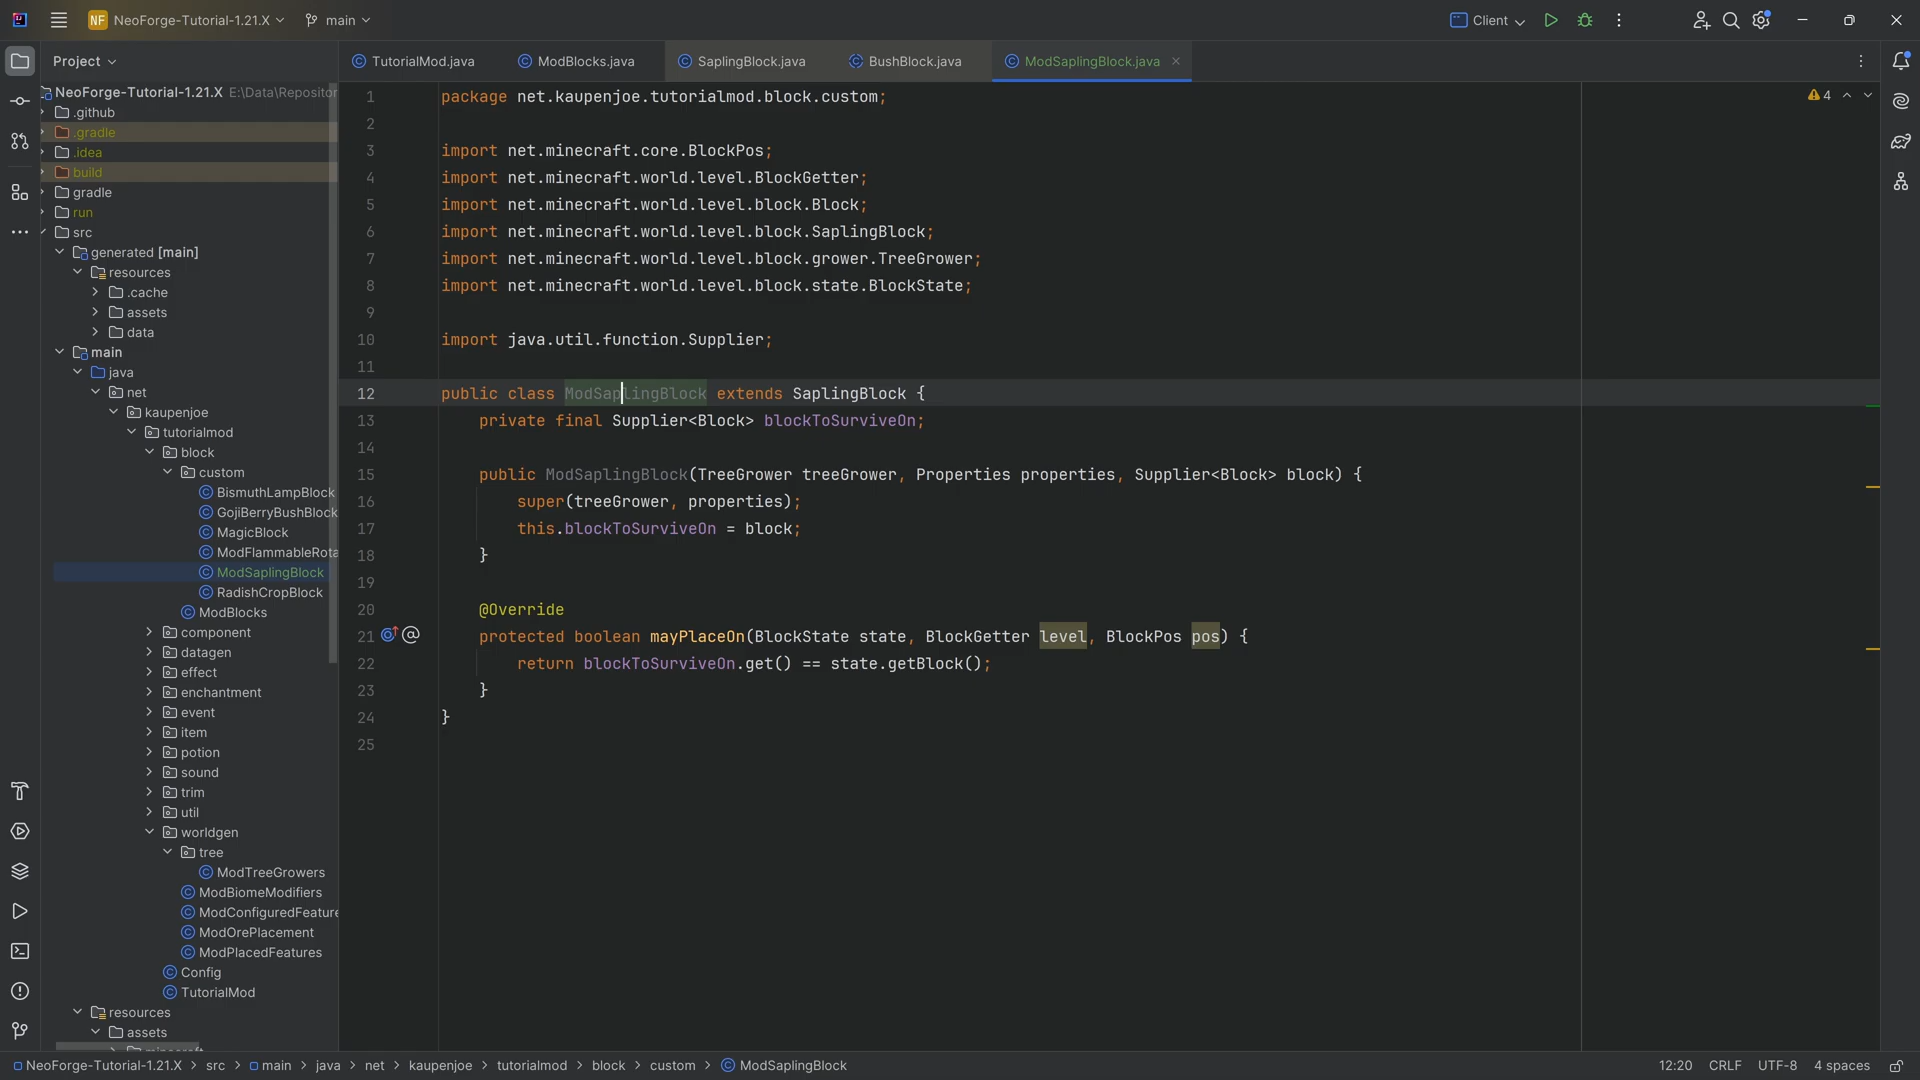 NF NeoForge-Tutorial-1.21.X main Client
Project
TutorialMod.java ModBlocks.java SaplingBlock.java BushBlock.java ModSaplingBlock.java
NeoForge-Tutorial-1.21.X E:\Data\Repositor
.github
.gradle
.idea
build
gradle
run
src
generated [main]
resources
.cache
assets
data
main
java
net
kaupenjoe
tutorialmod
block
custom
BismuthLampBlock
GojiBerryBushBlock
MagicBlock
ModFlammableRota
ModSaplingBlock
RadishCropBlock
ModBlocks
component
datagen
effect
enchantment
event
item
potion
sound
trim
util
worldgen
tree
ModTreeGrowers
ModBiomeModifiers
ModConfiguredFeature
ModOrePlacement
ModPlacedFeatures
Config
TutorialMod
resources
assets
4
1 package net.kaupenjoe.tutorialmod.block.custom;
2
3 import net.minecraft.core.BlockPos;
4 import net.minecraft.world.level.BlockGetter;
5 import net.minecraft.world.level.block.Block;
6 import net.minecraft.world.level.block.SaplingBlock;
7 import net.minecraft.world.level.block.grower.TreeGrower;
8 import net.minecraft.world.level.block.state.BlockState;
9
10 import java.util.function.Supplier;
11
12 public class ModSaplingBlock extends SaplingBlock {
13 private final Supplier<Block> blockToSurviveOn;
14
15 public ModSaplingBlock(TreeGrower treeGrower, Properties properties, Supplier<Block> block) {
16 super(treeGrower, properties);
17 this.blockToSurviveOn = block;
18 }
19
20 @Override
21 protected boolean mayPlaceOn(BlockState state, BlockGetter level, BlockPos pos) {
22 return blockToSurviveOn.get() == state.getBlock();
23 }
24 }
25
NeoForge-Tutorial-1.21.X > src > main > java > net > kaupenjoe > tutorialmod > block > custom > ModSaplingBlock
12:20 CRLF UTF-8 4 spaces